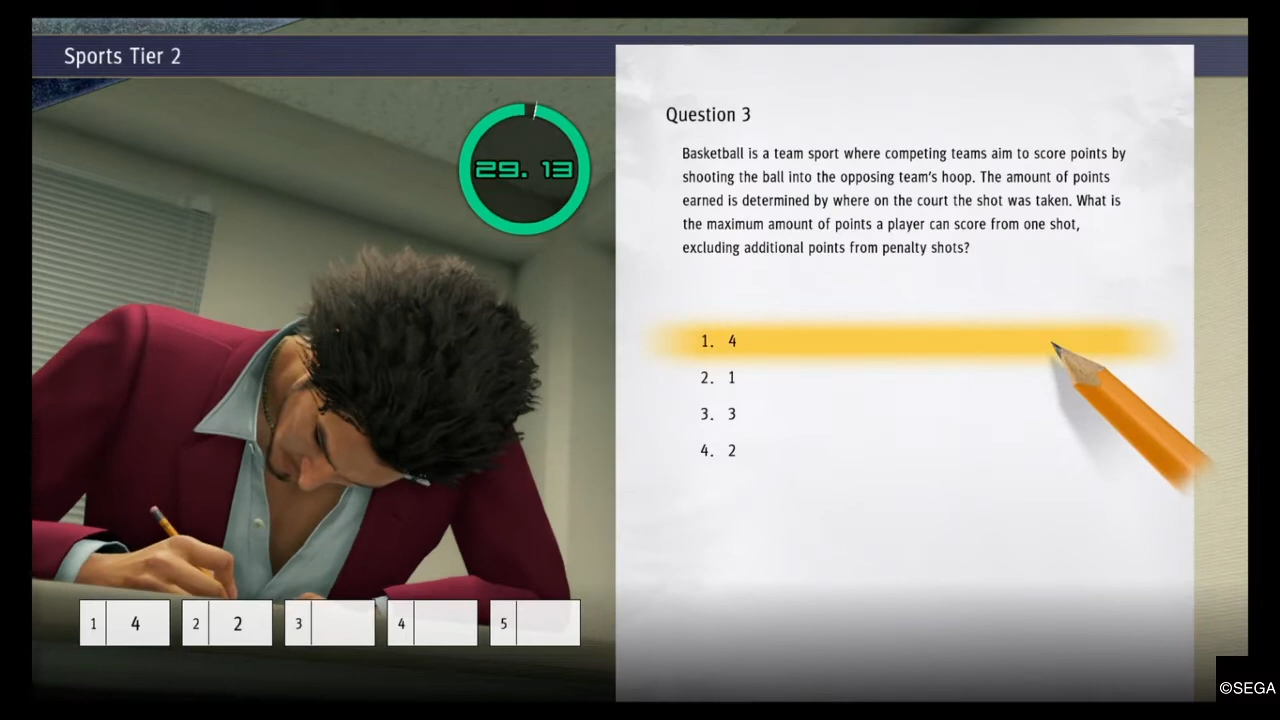 Sports Tier 2
29. 13
Question 3
Basketball is a team sport where competing teams aim to score points by
shooting the ball into the opposing team's hoop. The amount of points
earned is determined by where on the court the shot was taken. What is
the maximum amount of points a player can score from one shot,
excluding additional points from penalty shots?
1. 4
2. 1
3. 3
4. 2
1 4 2 2 3 4 5
©SEGA